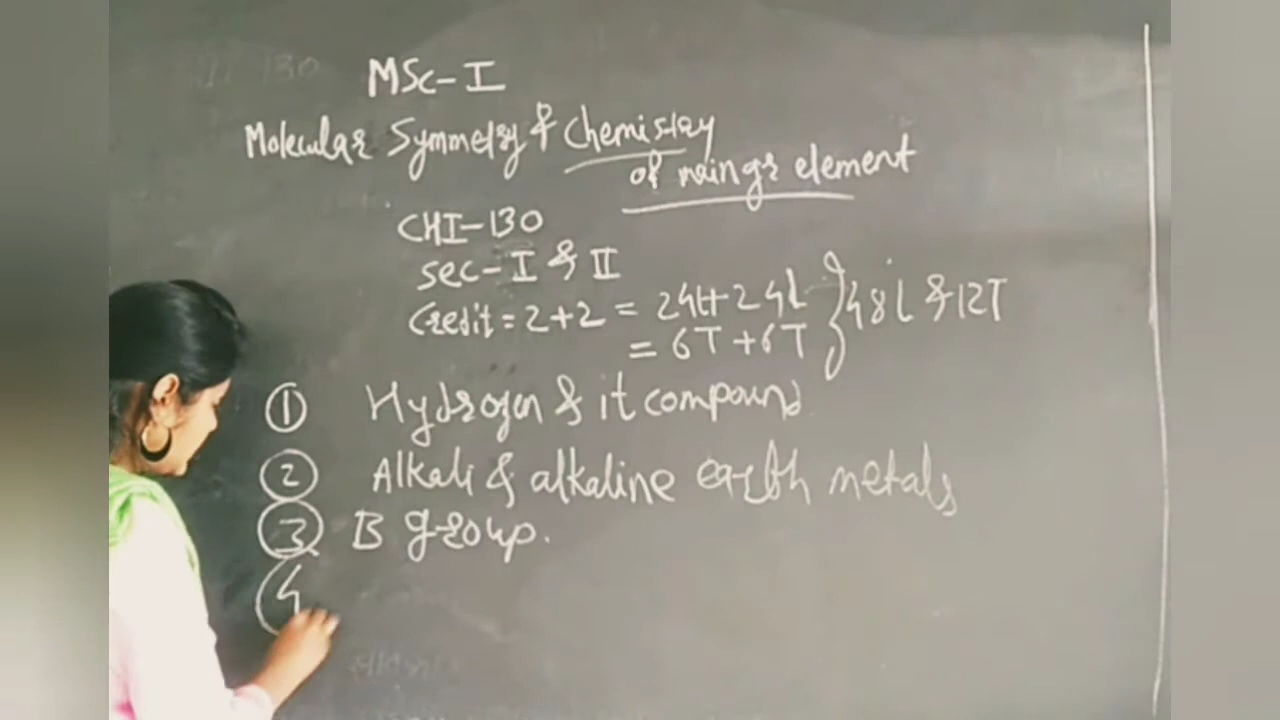 MSc-I
Molecular Symmetry & Chemistry
of maingr element
CHI-130
Sec-I & II
Credit = 2+2 = 24L+24L } 48L & 12T
= 6T+6T
① Hydrogen & it compound
② Alkali & alkaline earth metals
③ B group.
④